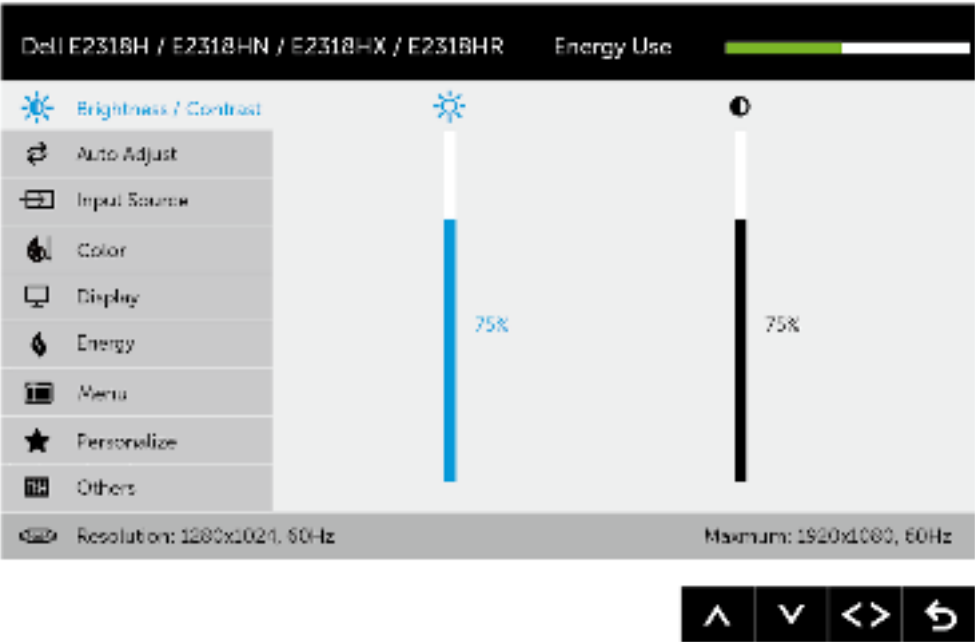 Dell E2318H / E2318HN / E2318HX / E2318HR Energy Use
Brightness / Contrast
Auto Adjust
Input Source
Color
Display
Energy
Menu
Personalize
Others
75%
75%
Resolution: 1280x1024, 60Hz
Maxmum: 1920x1080, 60Hz